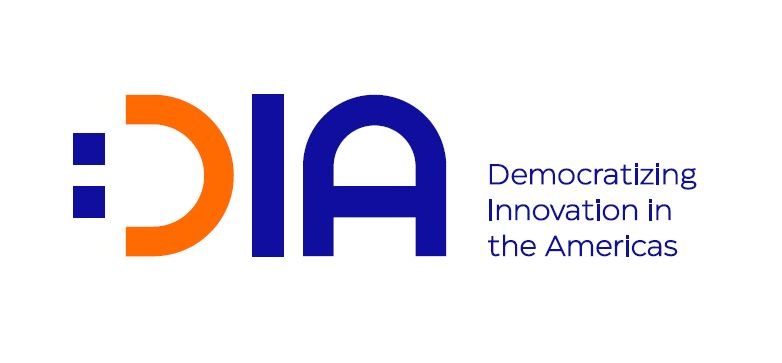 :DIA
Democratizing
Innovation in
the Americas